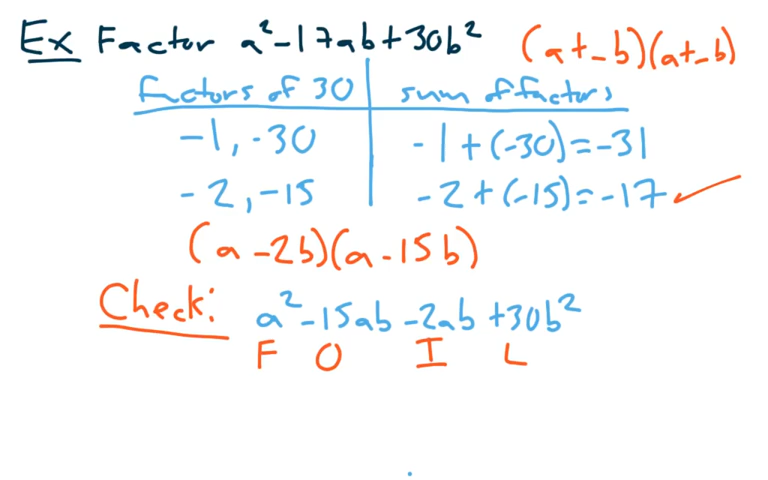 Ex Factor a²-17ab+30b² (a+_b)(a+_b)
factors of 30 sum of factors
-1, -30 -1+(-30)=-31
-2, -15 -2+(-15)=-17 ✓
(a-2b)(a-15b)
Check: a²-15ab-2ab+30b²
F O I L